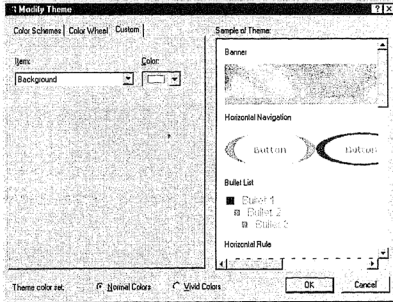 Modify Theme
Color Schemes Color Wheel Custom
Item:
Color:
Background
Sample of Theme:
Banner
Horizontal Navigation
Button
Button
Bullet List
Bullet 1
Bullet 2
Bullet 3
Horizontal Rule
Theme color set: Normal Colors Vivid Colors
OK Cancel